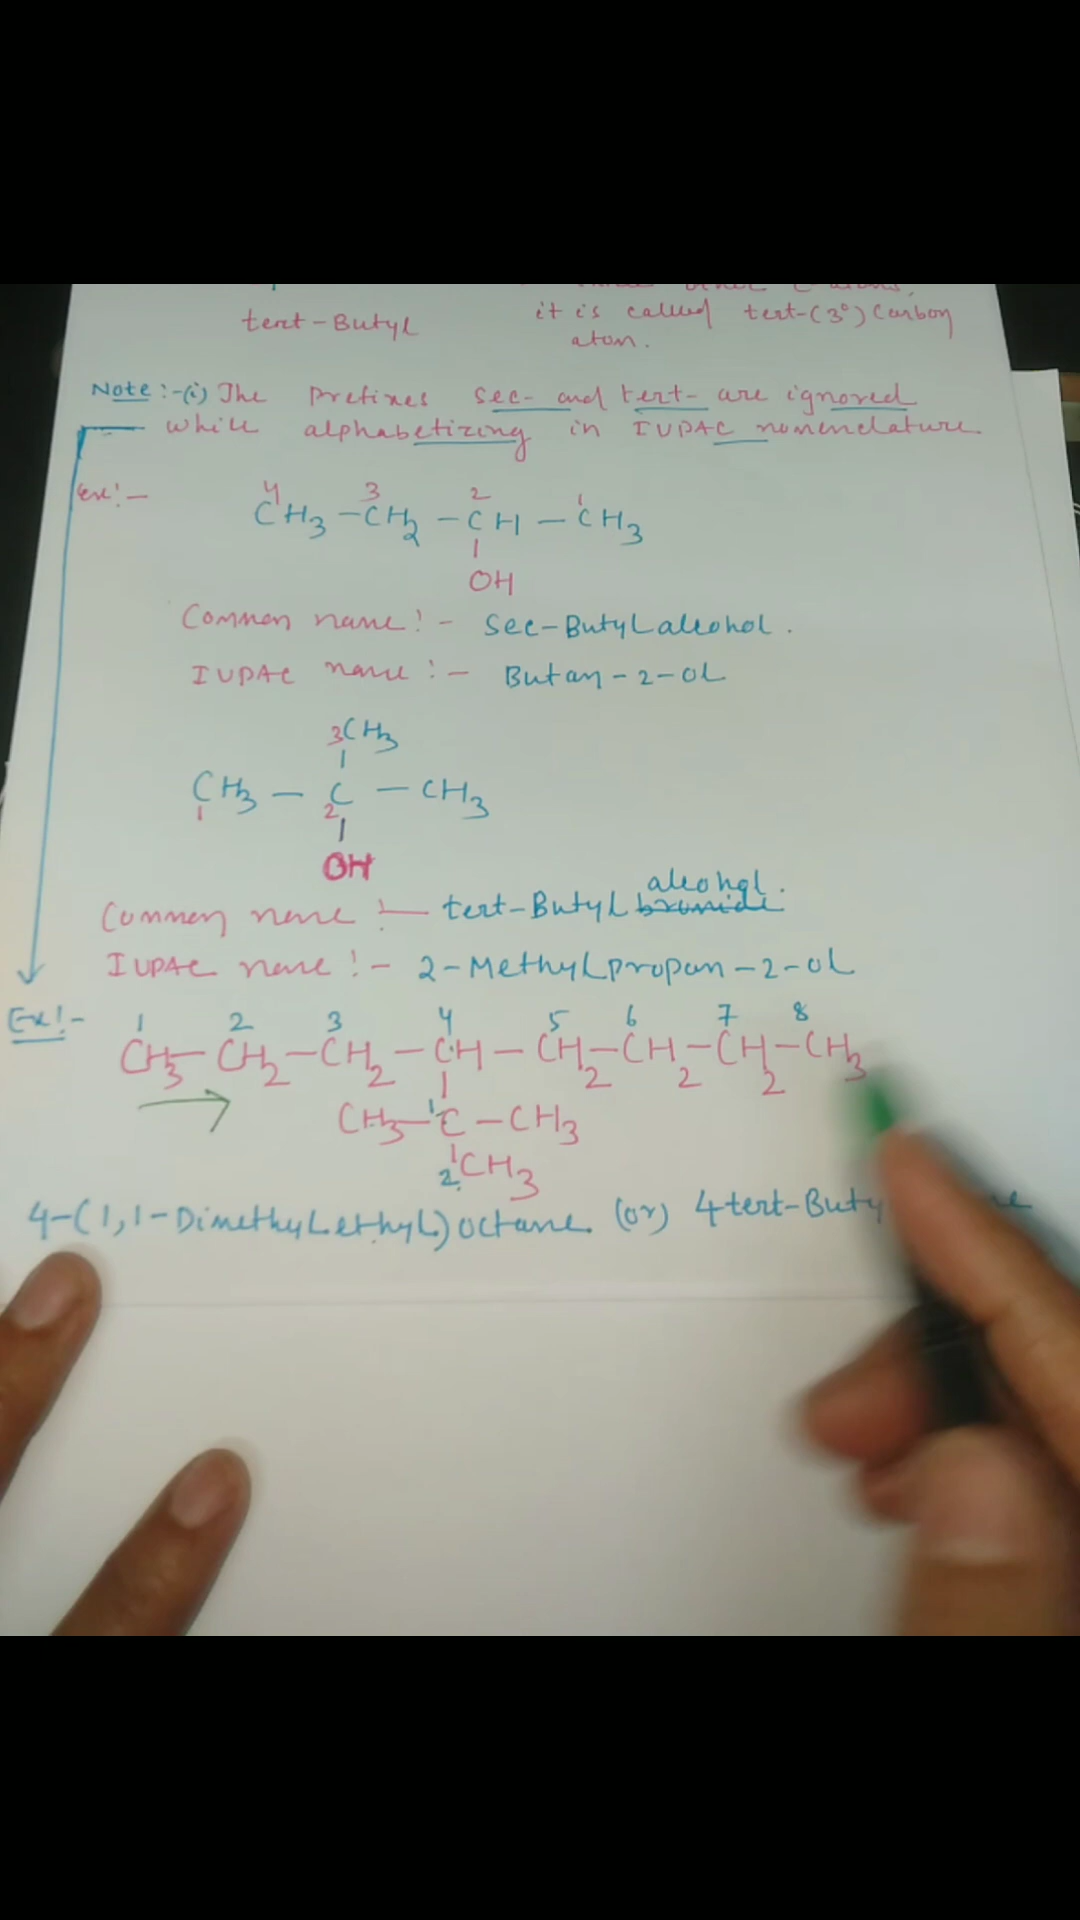 tert-Butyl
it is called tert-(3°) Carbon
atom.
Note:-(i) The prefixes sec- and tert- are ignored
while alphabetizing in IUPAC nomenclature
Ex:-
4 3 2 1
CH3 - CH2 - CH - CH3
OH
Common name:- Sec-Butyl alcohol.
IUPAC name:- Butan-2-ol
3CH3
CH3 - C - CH3
1 2
OH
alcohol.
Common name:- tert-Butyl bromide
IUPAC name:- 2-Methylpropan-2-ol
Ex:- 1 2 3 4 5 6 7 8
CH3-CH2-CH2-CH-CH2-CH2-CH2-CH3
CH3-1C-CH3
2CH3
4-(1,1-Dimethylethyl)octane (or) 4tert-Buty